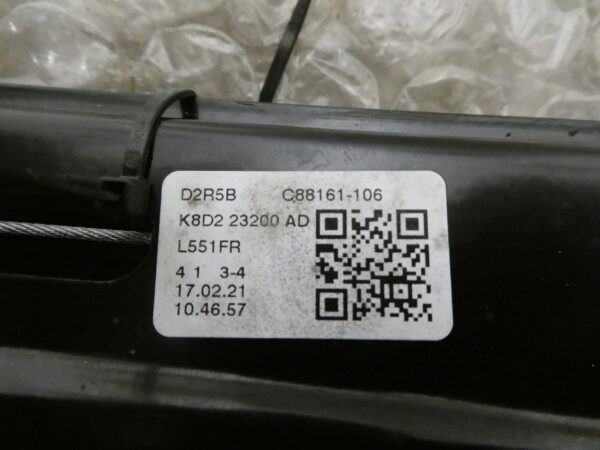 D2R5B C88161-106
K8D2 23200 AD
L551FR
4 1 3-4
17.02.21
10.46.57